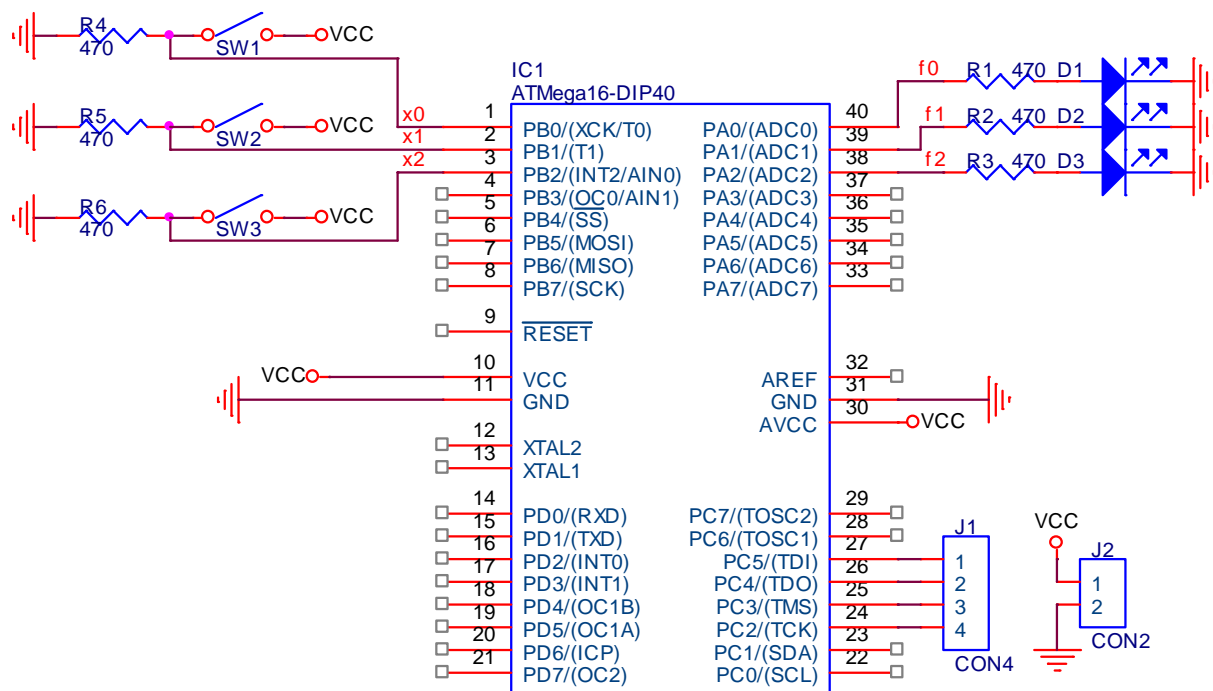 R4
470
SW1
VCC
R5
470
SW2
VCC
R6
470
SW3
VCC
x0
x1
x2
IC1
ATMega16-DIP40
1
PB0/(XCK/T0)
2
PB1/(T1)
3
PB2/(INT2/AIN0)
4
PB3/(OC0/AIN1)
5
PB4/(SS)
6
PB5/(MOSI)
7
PB6/(MISO)
8
PB7/(SCK)
9
RESET
VCC
10
VCC
11
GND
12
XTAL2
13
XTAL1
14
PD0/(RXD)
15
PD1/(TXD)
16
PD2/(INT0)
17
PD3/(INT1)
18
PD4/(OC1B)
19
PD5/(OC1A)
20
PD6/(ICP)
21
PD7/(OC2)
40
PA0/(ADC0)
39
PA1/(ADC1)
38
PA2/(ADC2)
37
PA3/(ADC3)
36
PA4/(ADC4)
35
PA5/(ADC5)
34
PA6/(ADC6)
33
PA7/(ADC7)
32
AREF
31
GND
30
AVCC
VCC
29
PC7/(TOSC2)
28
PC6/(TOSC1)
27
PC5/(TDI)
26
PC4/(TDO)
25
PC3/(TMS)
24
PC2/(TCK)
23
PC1/(SDA)
22
PC0/(SCL)
f0
R1 470 D1
f1
R2 470 D2
f2
R3 470 D3
J1
1
2
3
4
CON4
VCC
J2
1
2
CON2